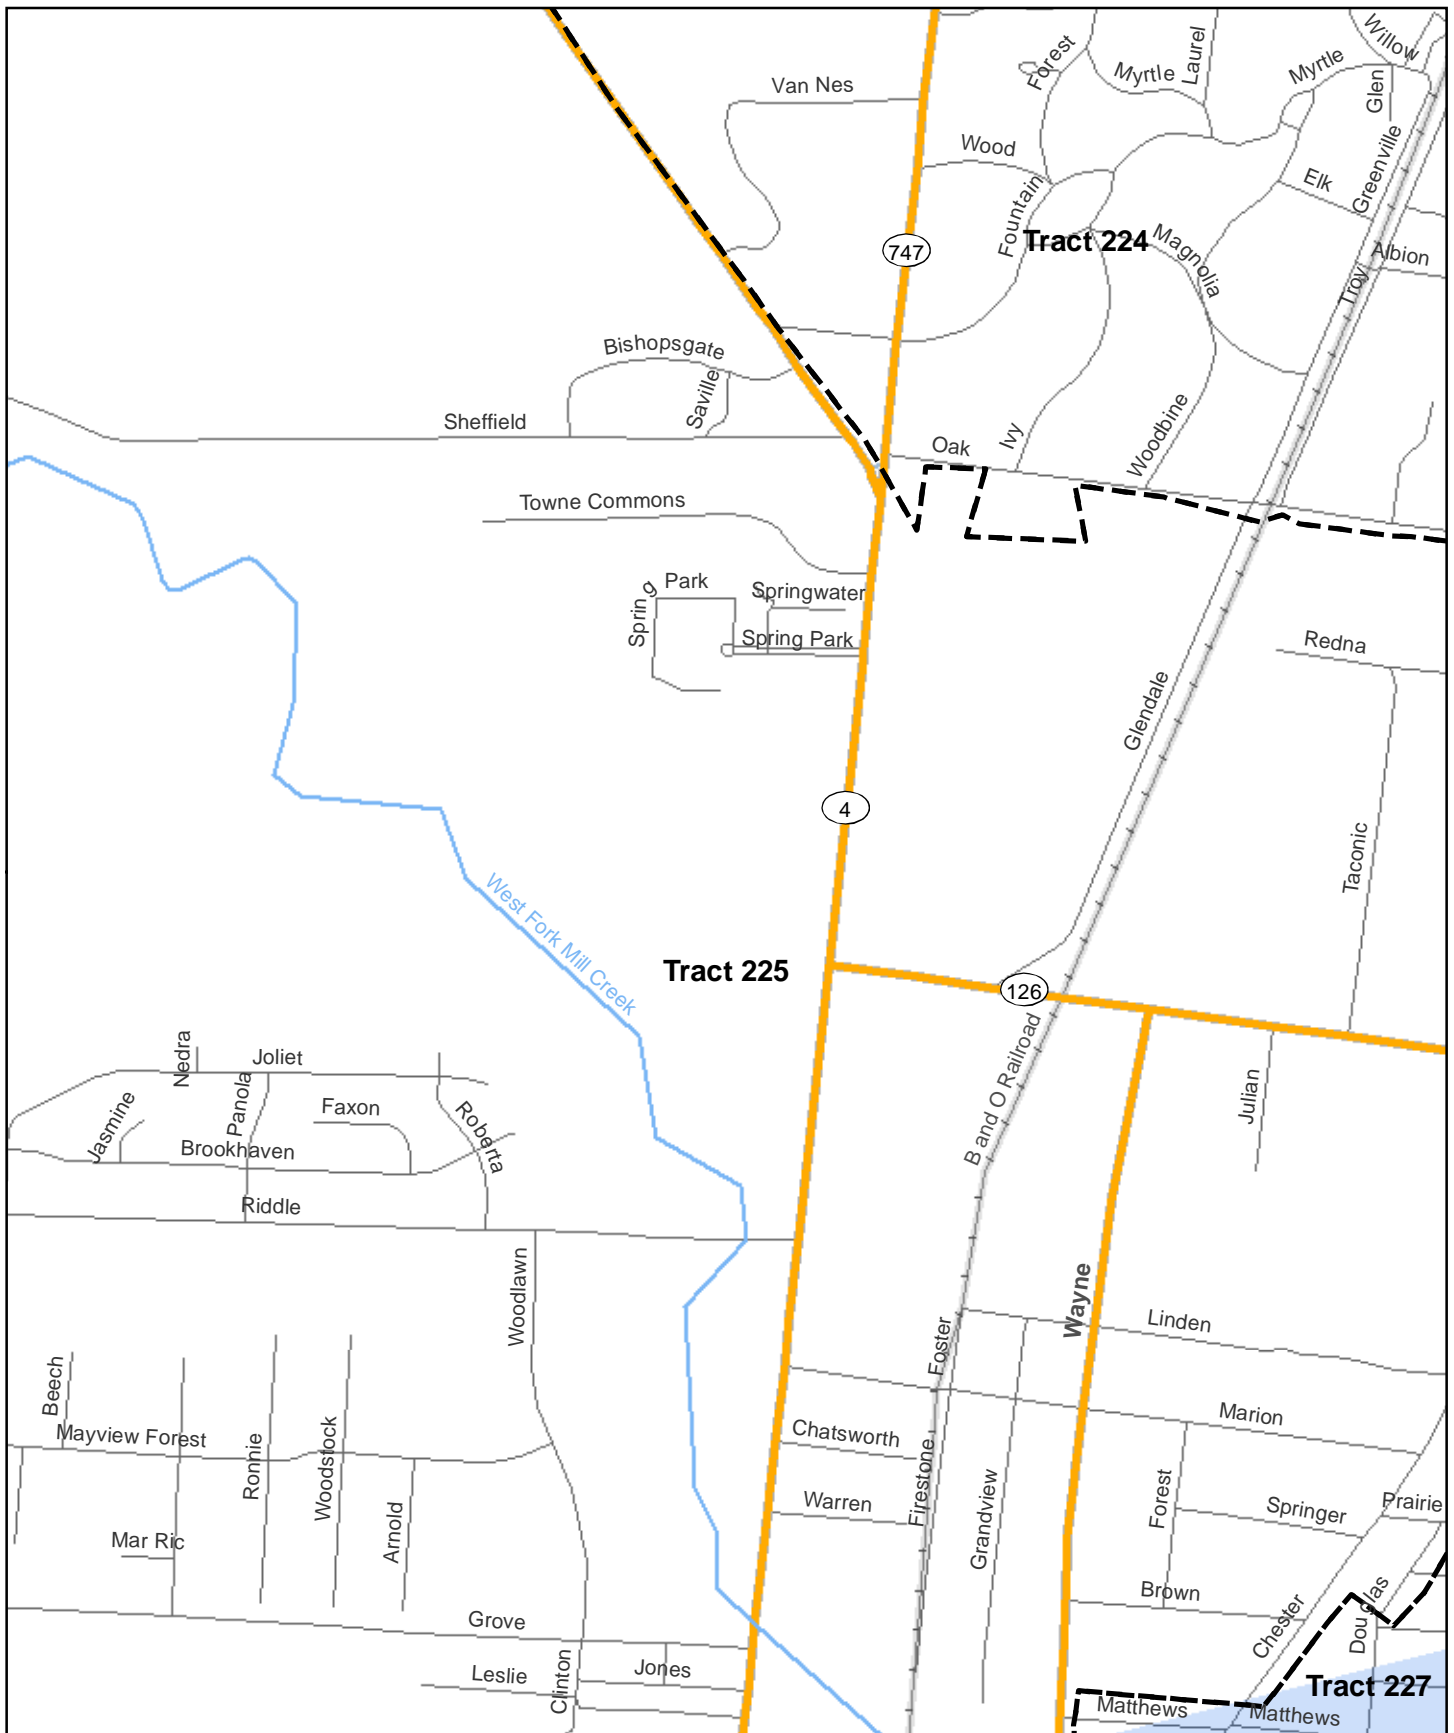 Willow
Laurel
Forest
Myrtle
Myrtle
Glen
Van Nes
Wood
Greenville
Elk
Fountain
Tract 224
Magnolia
747
Albion
Troy
Bishopsgate
Saville
Sheffield
Oak
Ivy
Woodbine
Towne Commons
Park
Spring
Springwater
Spring Park
Redna
Glendale
4
Taconic
West Fork Mill Creek
Tract 225
126
B and O Railroad
Nedra
Joliet
Panola
Jasmine
Faxon
Roberta
Brookhaven
Julian
Riddle
Woodlawn
Wayne
Linden
Foster
Beech
Marion
Mayview Forest
Chatsworth
Ronnie
Woodstock
Firestone
Warren
Grandview
Forest
Springer
Prairie
Mar Ric
Arnold
Brown
Chester
Douglas
Grove
Clinton
Jones
Leslie
Tract 227
Matthews
Matthews